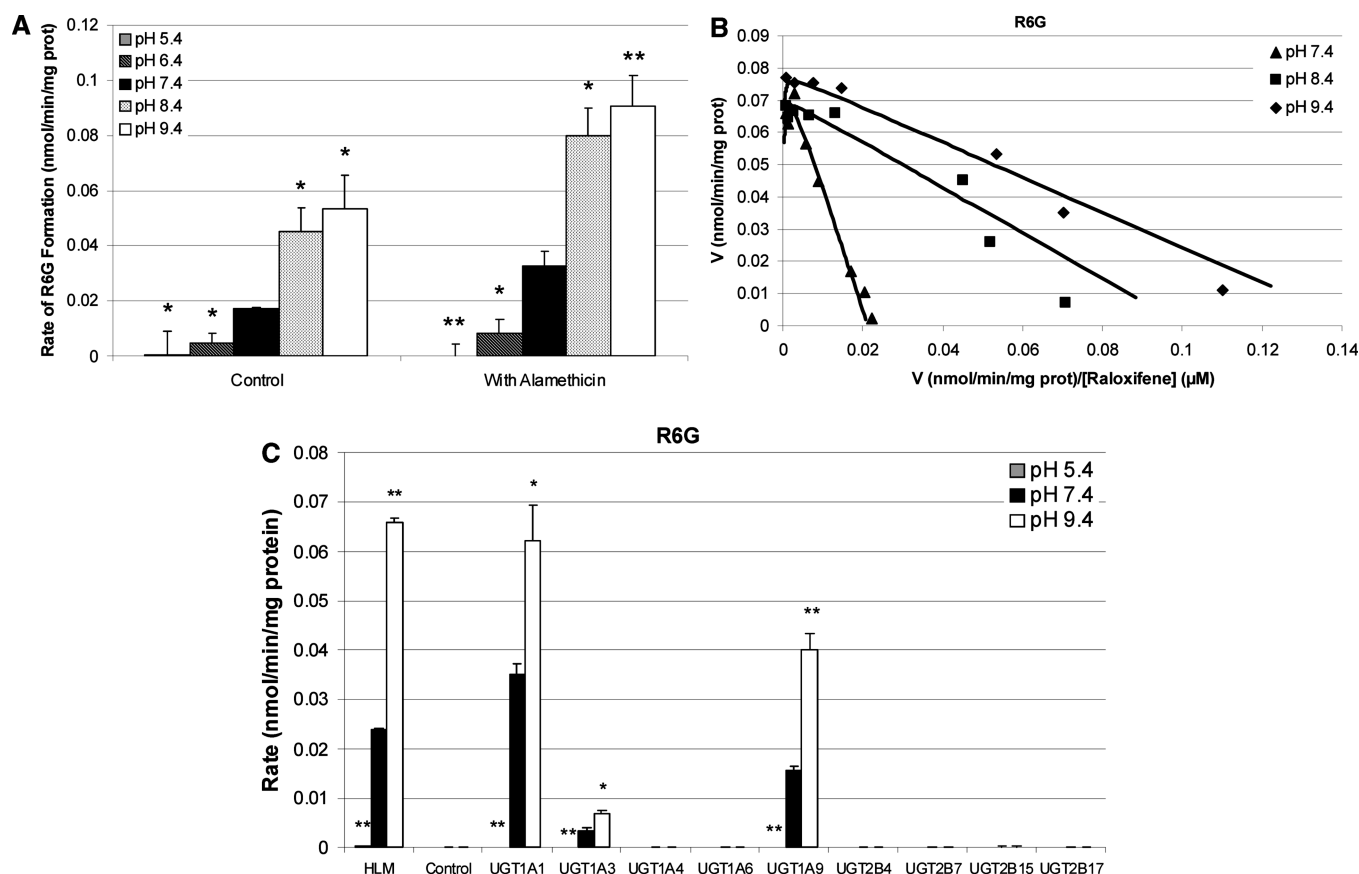 A
Rate of R6G Formation (nmol/min/mg prot)
0.12
0.1
0.08
0.06
0.04
0.02
0
pH 5.4
pH 6.4
pH 7.4
pH 8.4
pH 9.4
*
*
*
*
**
*
*
**
Control
With Alamethicin
B
R6G
V (nmol/min/mg prot)
0.09
0.08
0.07
0.06
0.05
0.04
0.03
0.02
0.01
0
pH 7.4
pH 8.4
pH 9.4
0 0.02 0.04 0.06 0.08 0.1 0.12 0.14
V (nmol/min/mg prot)/[Raloxifene] (µM)
C
R6G
Rate (nmol/min/mg protein)
0.08
0.07
0.06
0.05
0.04
0.03
0.02
0.01
0
pH 5.4
pH 7.4
pH 9.4
**
**
**
*
**
*
**
**
HLM Control UGT1A1 UGT1A3 UGT1A4 UGT1A6 UGT1A9 UGT2B4 UGT2B7 UGT2B15 UGT2B17